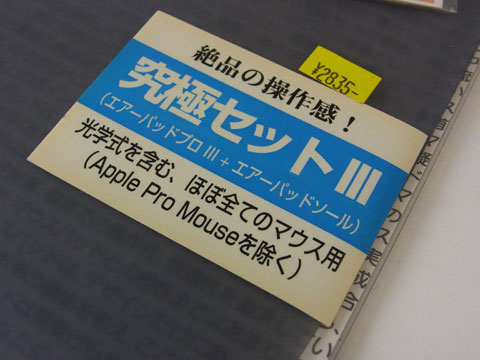 絶品の操作感！
¥2835-
究極セットIII
(エアーパッドプロIII＋エアーパッドソール)
光学式を含む、ほぼ全てのマウス用
(Apple Pro Mouseを除く)